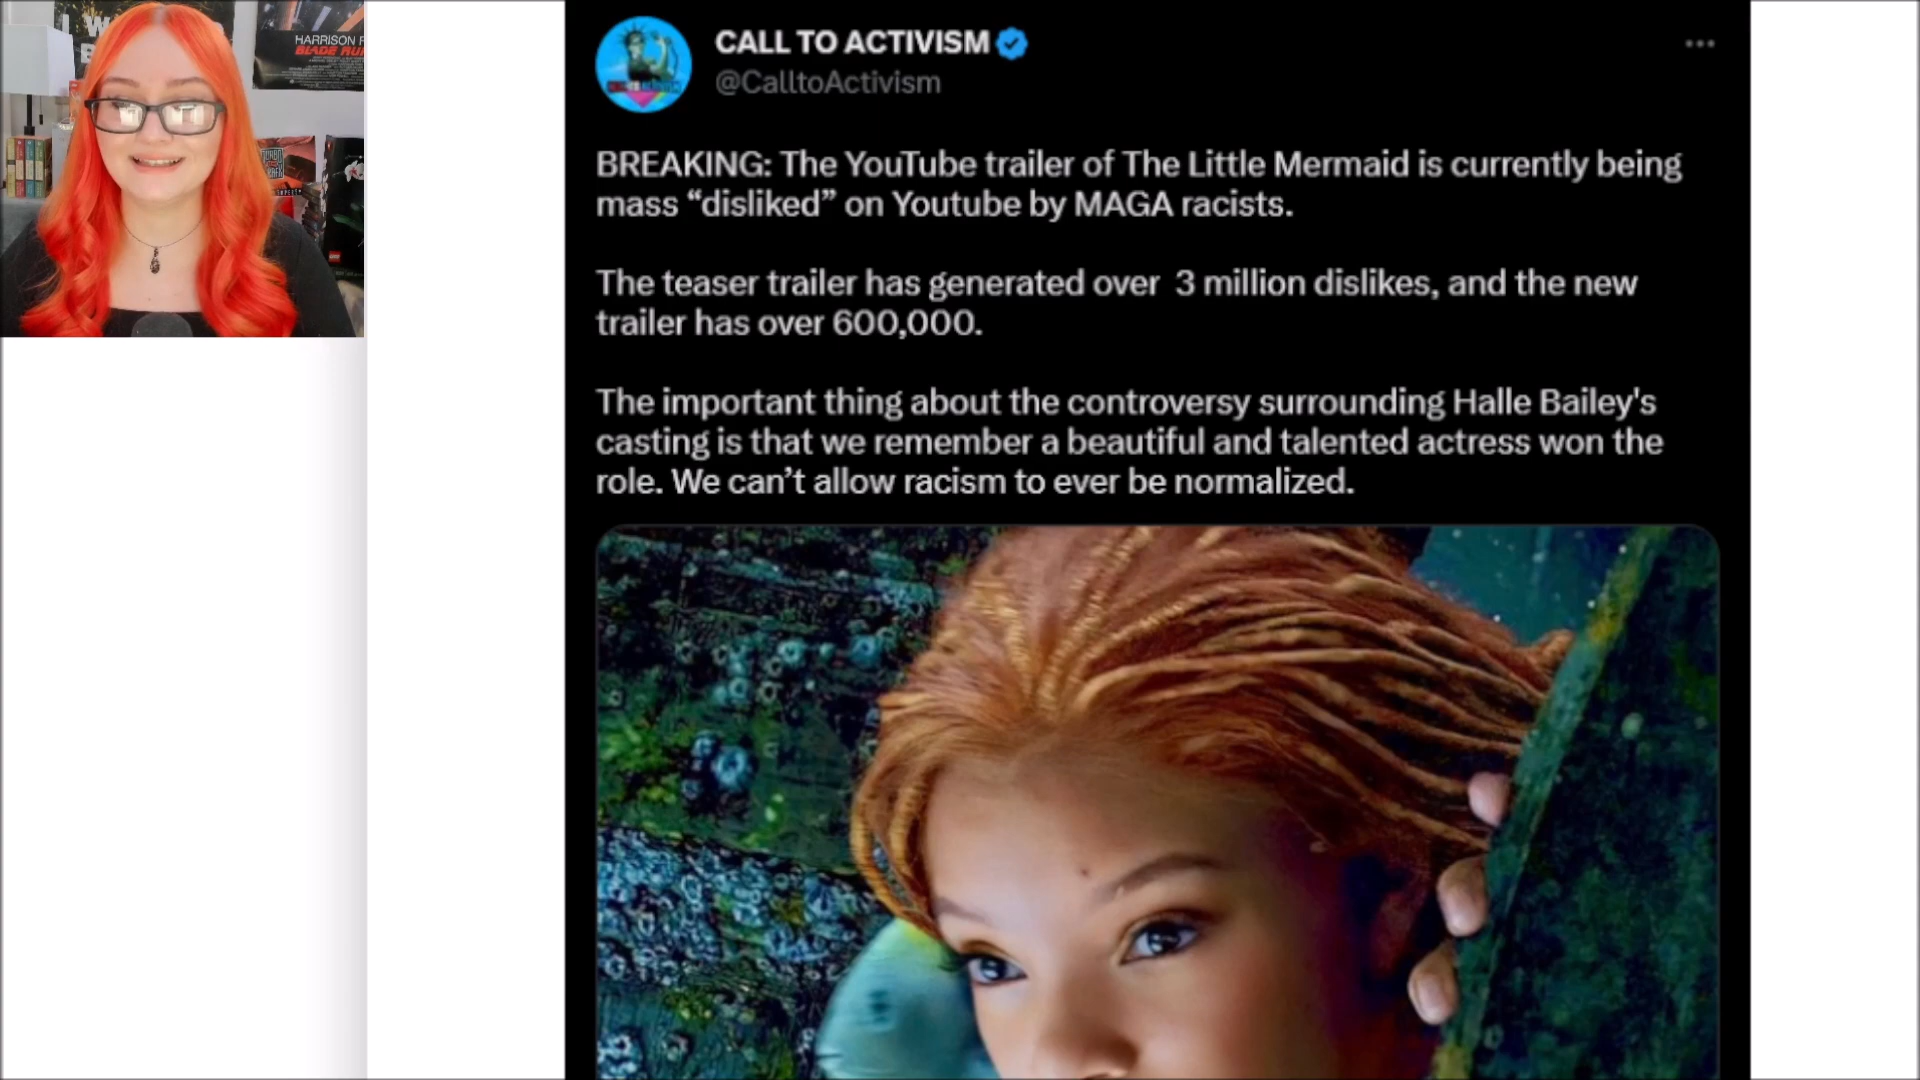 HARRISON F
BLADE RU
CALL TO ACTIVISM
@CalltoActivism
BREAKING: The YouTube trailer of The Little Mermaid is currently being
mass “disliked” on Youtube by MAGA racists.
The teaser trailer has generated over 3 million dislikes, and the new
trailer has over 600,000.
The important thing about the controversy surrounding Halle Bailey's
casting is that we remember a beautiful and talented actress won the
role. We can’t allow racism to ever be normalized.